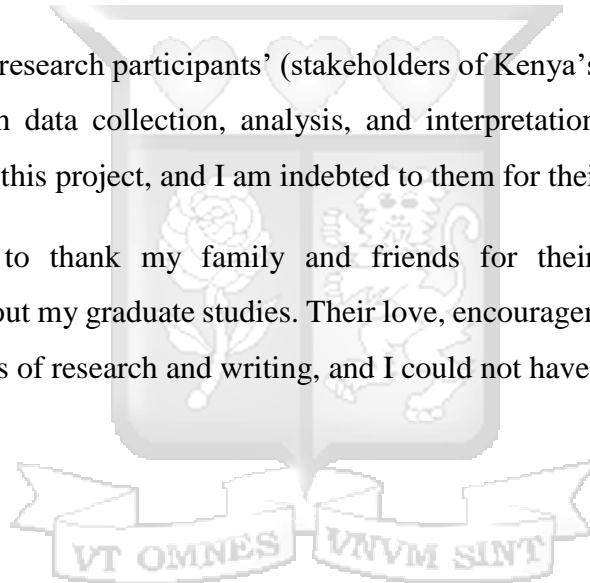 research participants’ (stakeholders of Kenya’s
data collection, analysis, and interpretation
this project, and I am indebted to them for thei
to thank my family and friends for their
out my graduate studies. Their love, encourager
s of research and writing, and I could not have
VT OMNES VNVM SINT